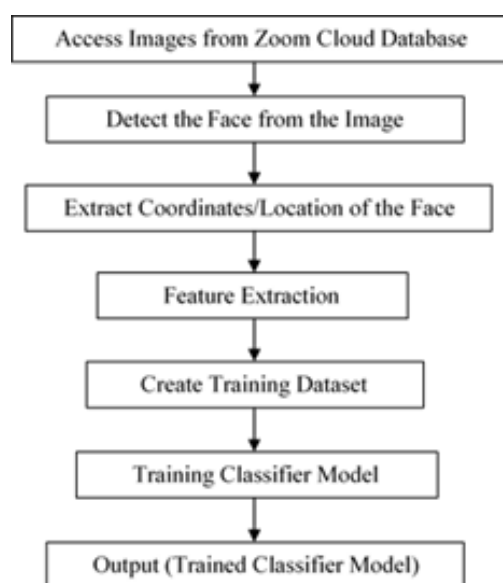 Access Images from Zoom Cloud Database
Detect the Face from the Image
Extract Coordinates/Location of the Face
Feature Extraction
Create Training Dataset
Training Classifier Model
Output (Trained Classifier Model)